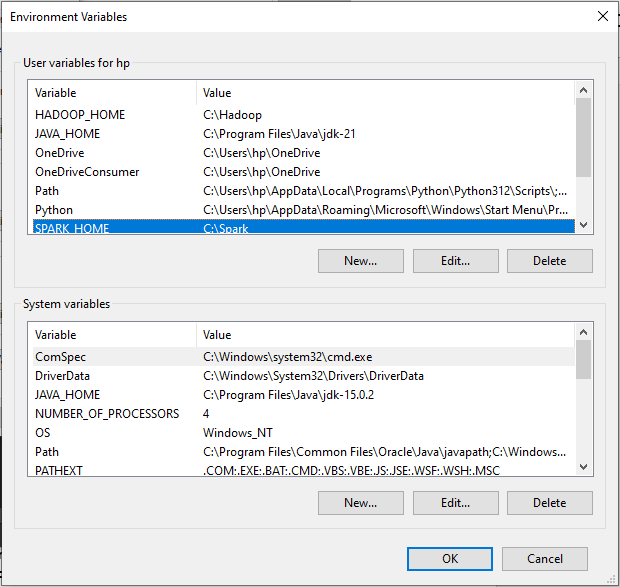 Environment Variables
User variables for hp
Variable Value
HADOOP_HOME C:\Hadoop
JAVA_HOME C:\Program Files\Java\jdk-21
OneDrive C:\Users\hp\OneDrive
OneDriveConsumer C:\Users\hp\OneDrive
Path C:\Users\hp\AppData\Local\Programs\Python\Python312\Scripts\;...
Python C:\Users\hp\AppData\Roaming\Microsoft\Windows\Start Menu\Pr...
SPARK_HOME C:\Spark
New... Edit... Delete
System variables
Variable Value
ComSpec C:\Windows\system32\cmd.exe
DriverData C:\Windows\System32\Drivers\DriverData
JAVA_HOME C:\Program Files\Java\jdk-15.0.2
NUMBER_OF_PROCESSORS 4
OS Windows_NT
Path C:\Program Files\Common Files\Oracle\Java\javapath;C:\Windows...
PATHEXT .COM;.EXE;.BAT;.CMD;.VBS;.VBE;.JS;.JSE;.WSF;.WSH;.MSC
New... Edit... Delete
OK Cancel